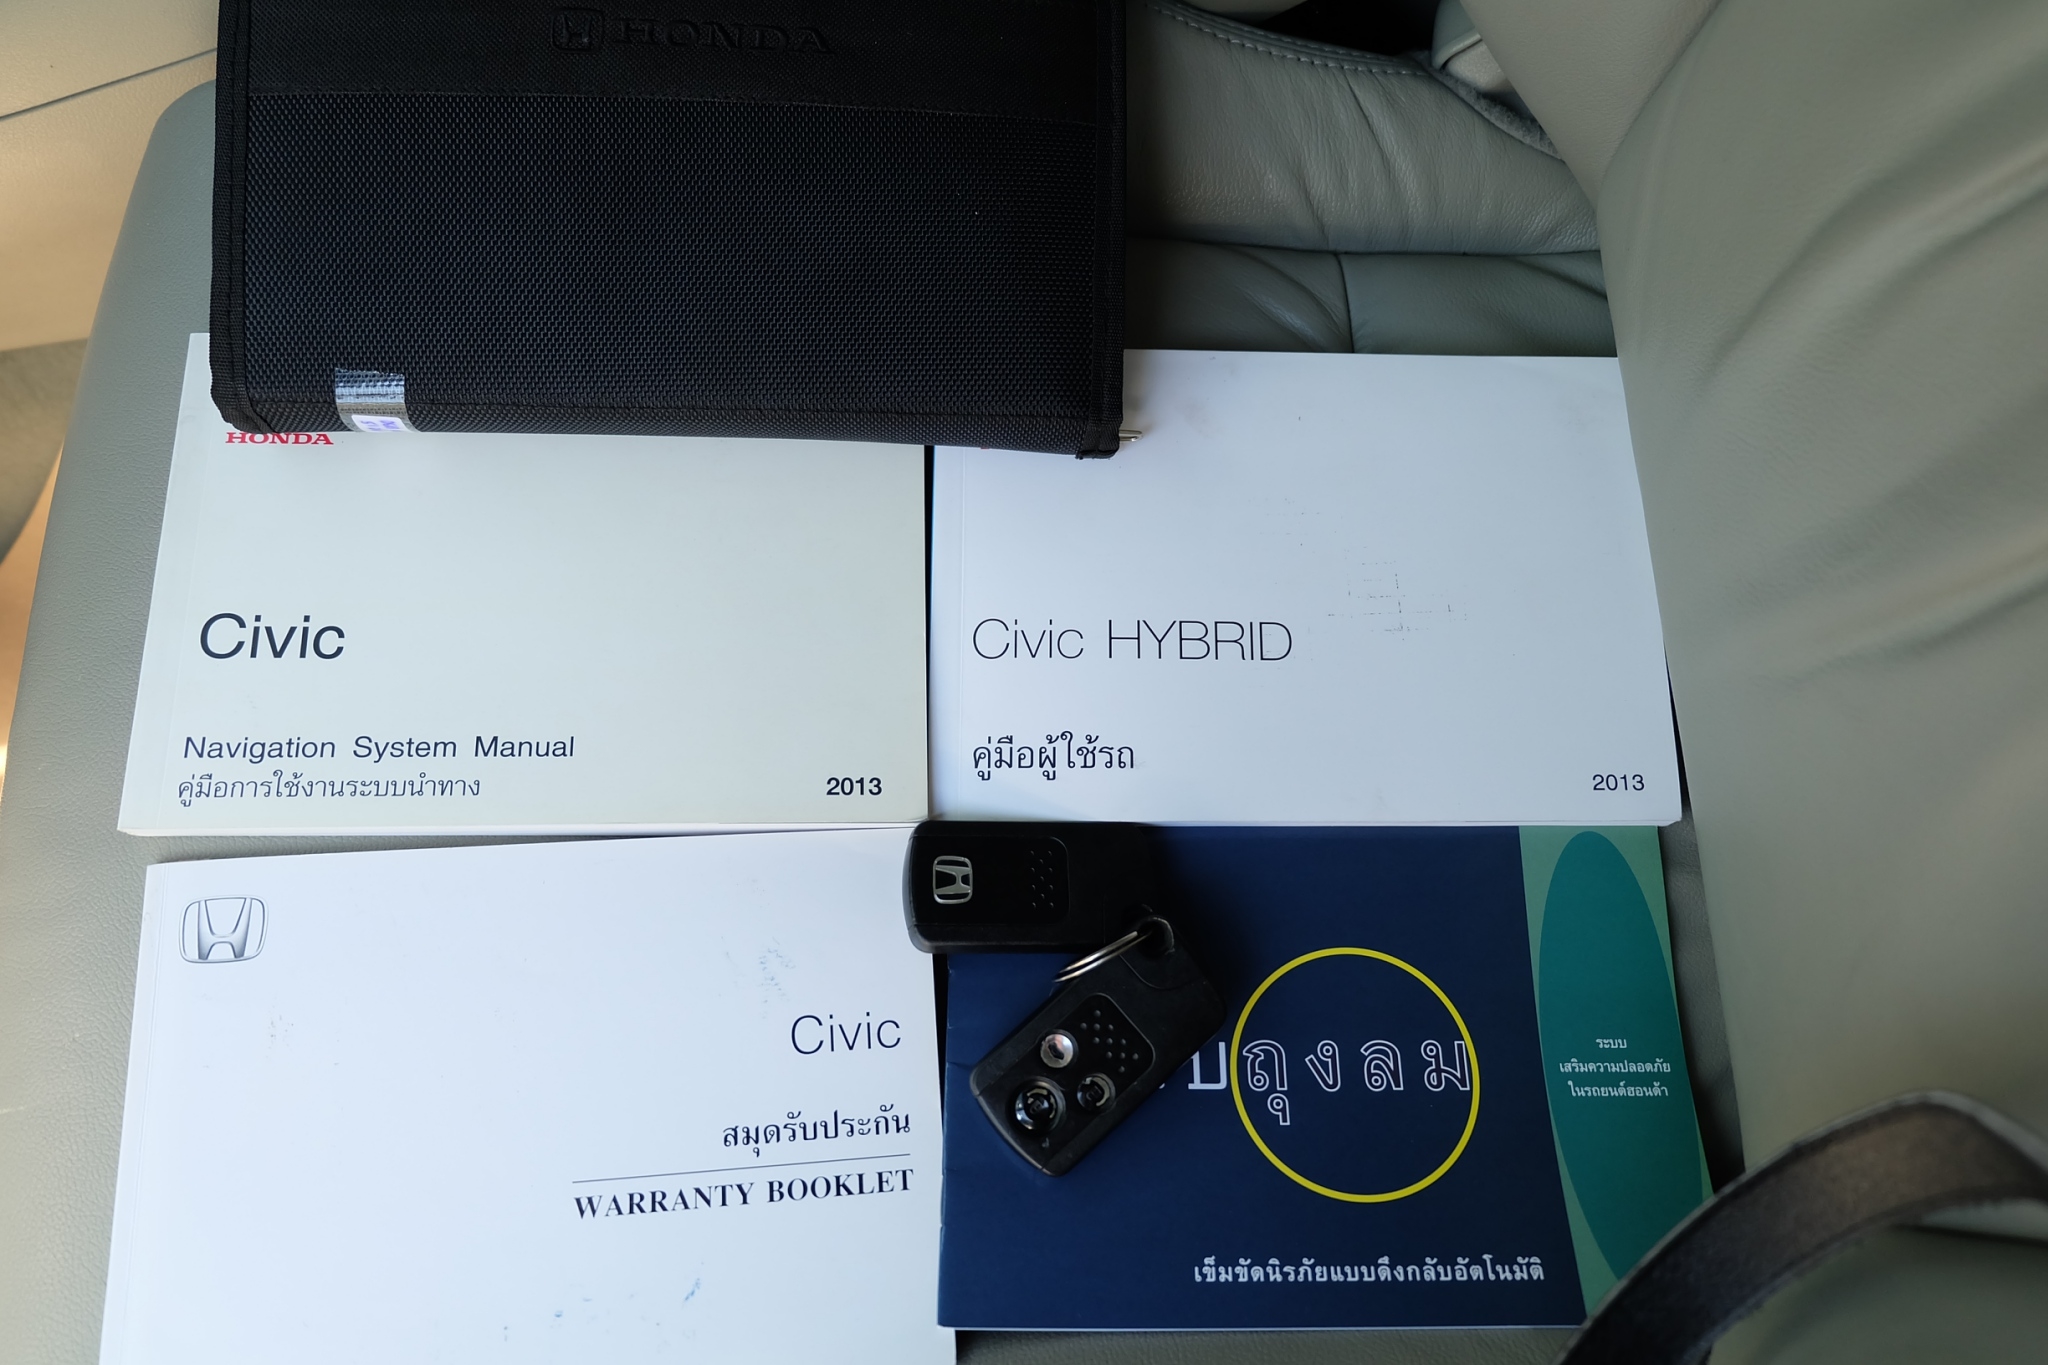 HONDA
HONDA
Civic
Navigation System Manual
คู่มือการใช้งานระบบนำทาง
2013
Civic HYBRID
คู่มือผู้ใช้รถ
2013
Civic
สมุดรับประกัน
WARRANTY BOOKLET
ถุงลม
ระบบ
เสริมความปลอดภัย
ในรถยนต์ฮอนด้า
เข็มขัดนิรภัยแบบดึงกลับอัตโนมัติ